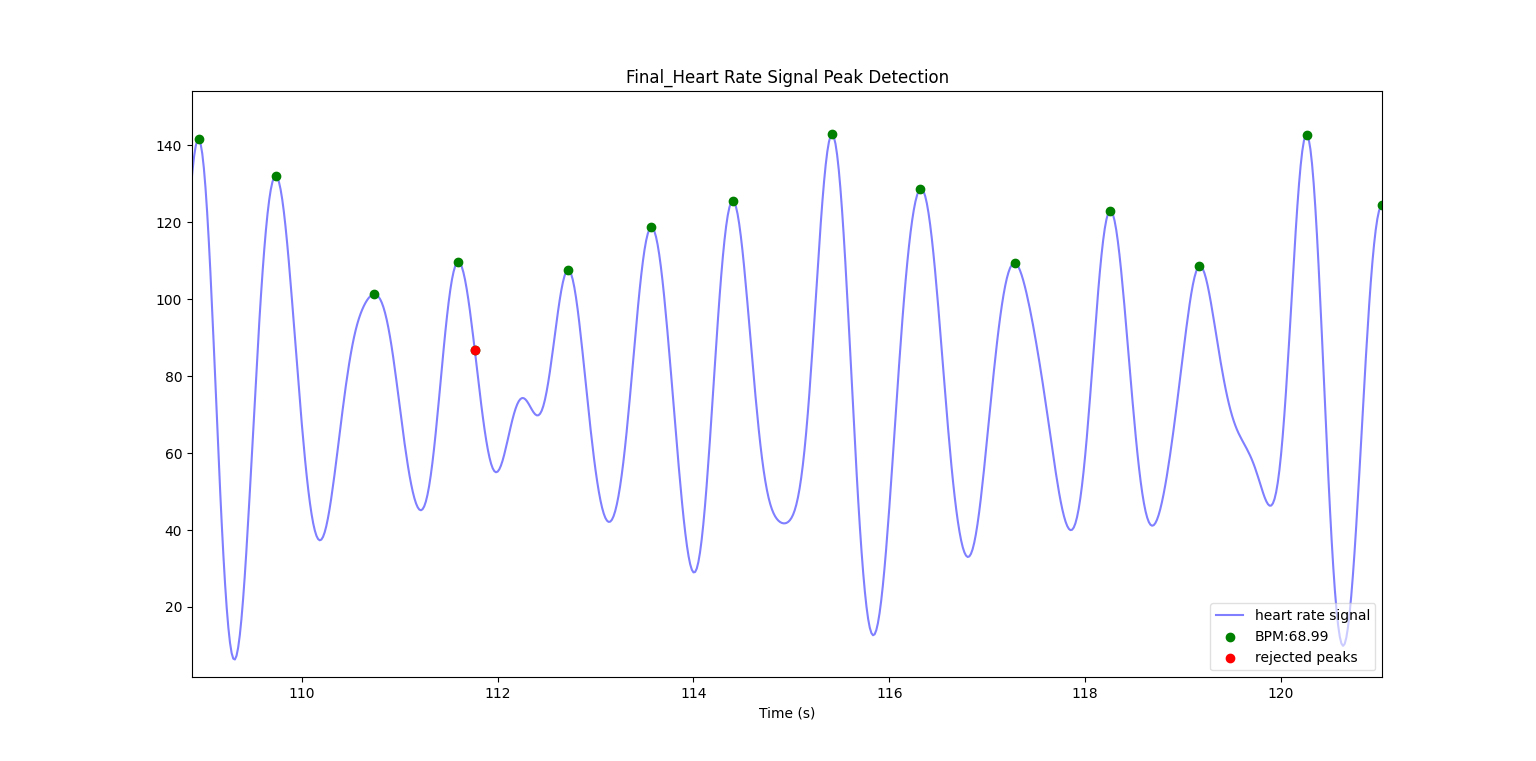 Final_Heart Rate Signal Peak Detection
140
120
100
80
60
40
20
110 112 114 116 118 120
Time (s)
heart rate signal
BPM:68.99
rejected peaks